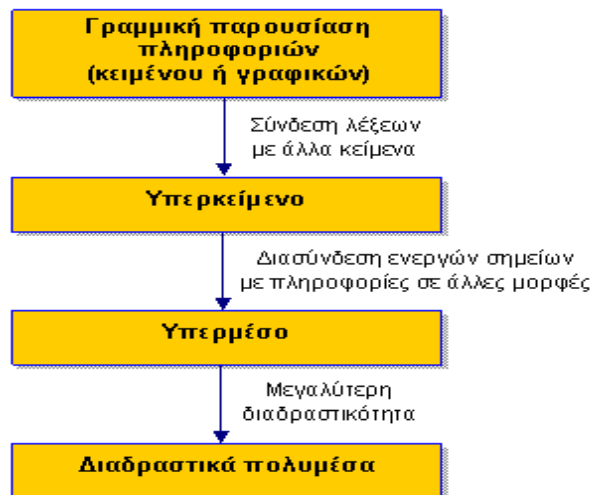 Γραμμική παρουσίαση
πληροφοριών
(κειμένου ή γραφικών)
Σύνδεση λέξεων
με άλλα κείμενα
Υπερκείμενο
Διασύνδεση ενεργών σημείων
με πληροφορίες σε άλλες μορφές
Υπερμέσο
Μεγαλύτερη
διαδραστικότητα
Διαδραστικά πολυμέσα